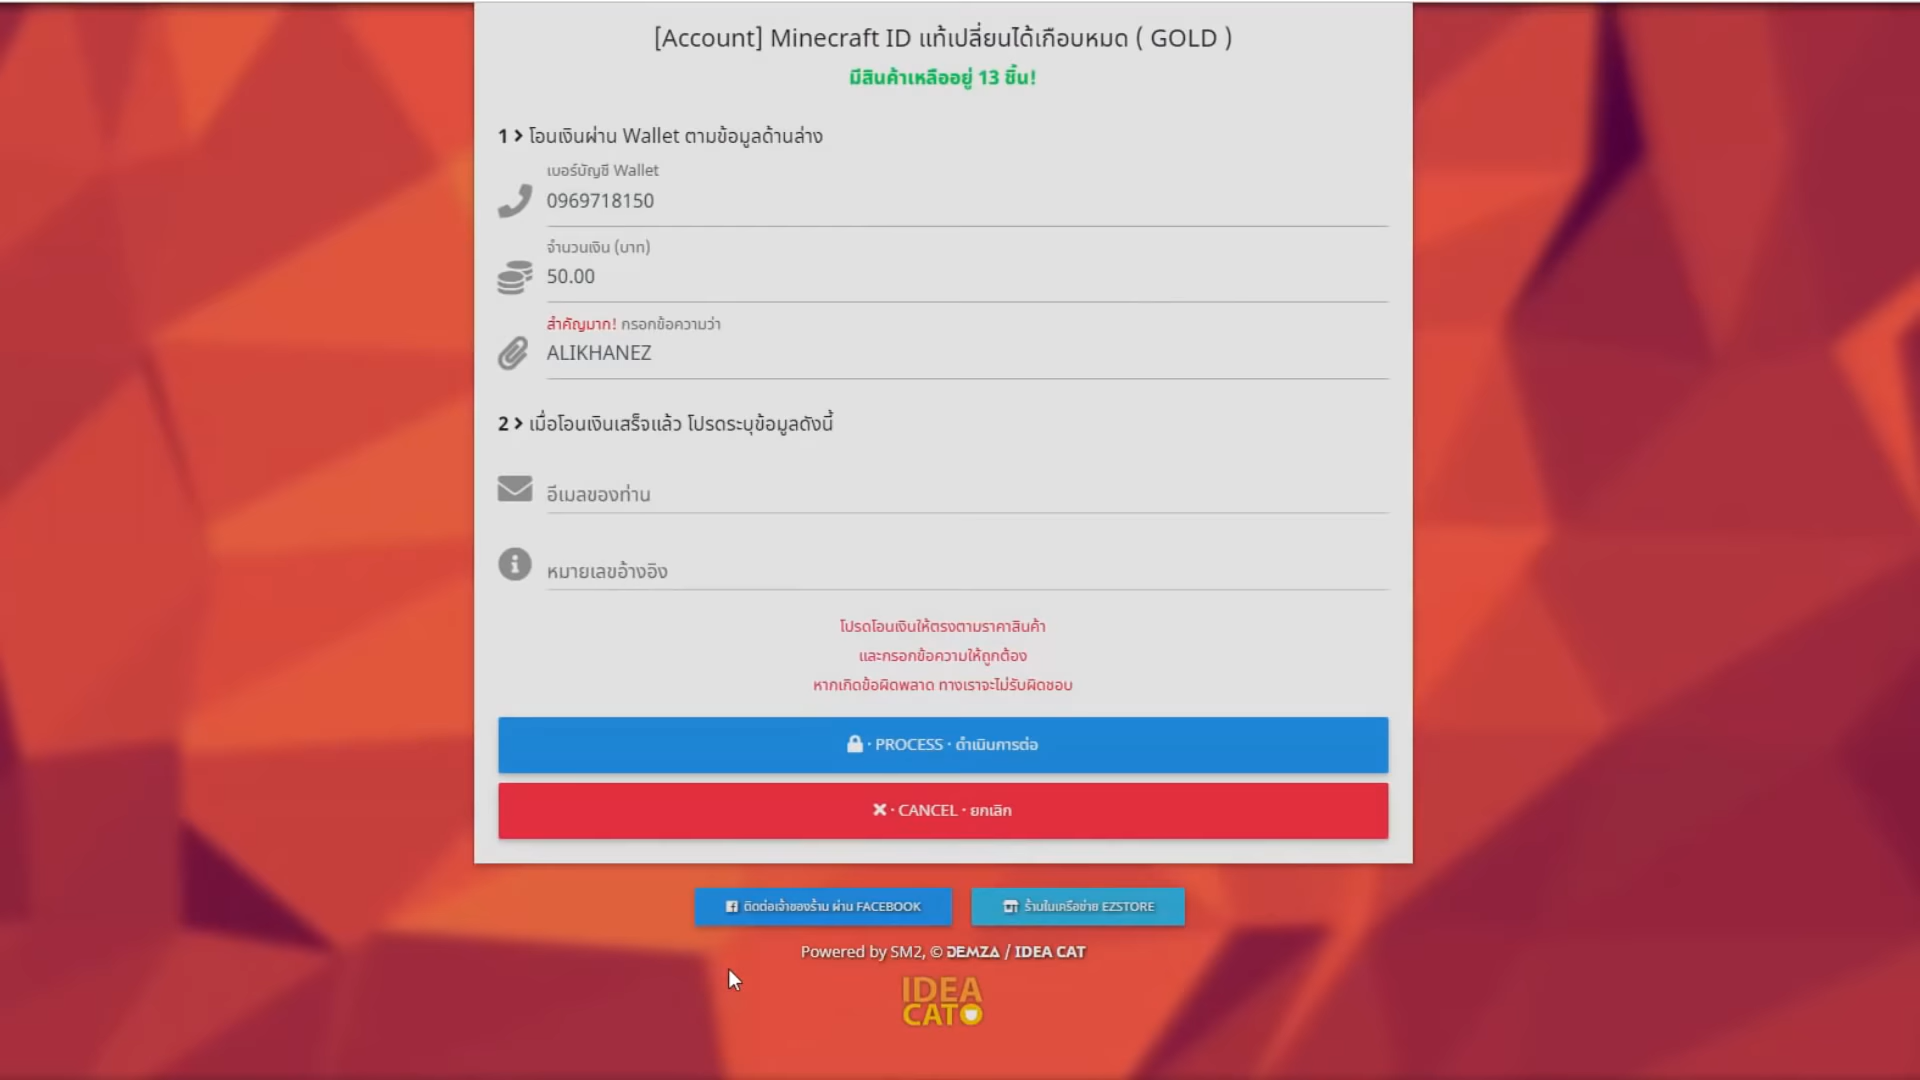 [Account] Minecraft ID แท้เปลี่ยนได้เกือบหมด ( GOLD )
มีสินค้าเหลืออยู่ 13 ชิ้น!
1 > โอนเงินผ่าน Wallet ตามข้อมูลด้านล่าง
เบอร์บัญชี Wallet
0969718150
จำนวนเงิน (บาท)
50.00
สำคัญมาก! กรอกข้อความว่า
ALIKHANEZ
2 > เมื่อโอนเงินเสร็จแล้ว โปรดระบุข้อมูลดังนี้
อีเมลของท่าน
หมายเลขอ้างอิง
โปรดโอนเงินให้ตรงตามราคาสินค้า
และกรอกข้อความให้ถูกต้อง
หากเกิดข้อผิดพลาด ทางเราจะไม่รับผิดชอบ
· PROCESS · ดำเนินการต่อ
· CANCEL · ยกเลิก
ติดต่อเจ้าของร้าน ผ่าน FACEBOOK
ร้านในเครือข่าย EZSTORE
Powered by SM2, © DEMZA / IDEA CAT
IDEA
CAT